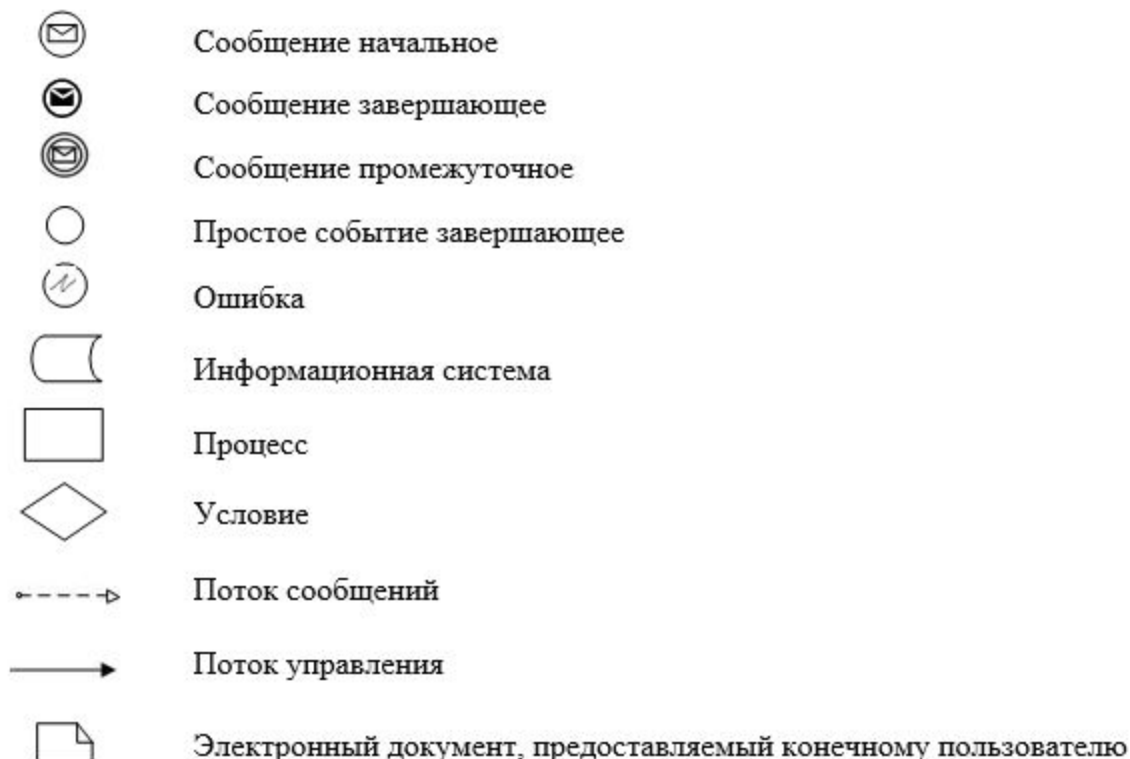 Сообщение начальное
Сообщение завершающее
Сообщение промежуточное
Простое событие завершающее
Ошибка
Информационная система
Процесс
Условие
Поток сообщений
Поток управления
Электронный документ, предоставляемый конечному пользователю